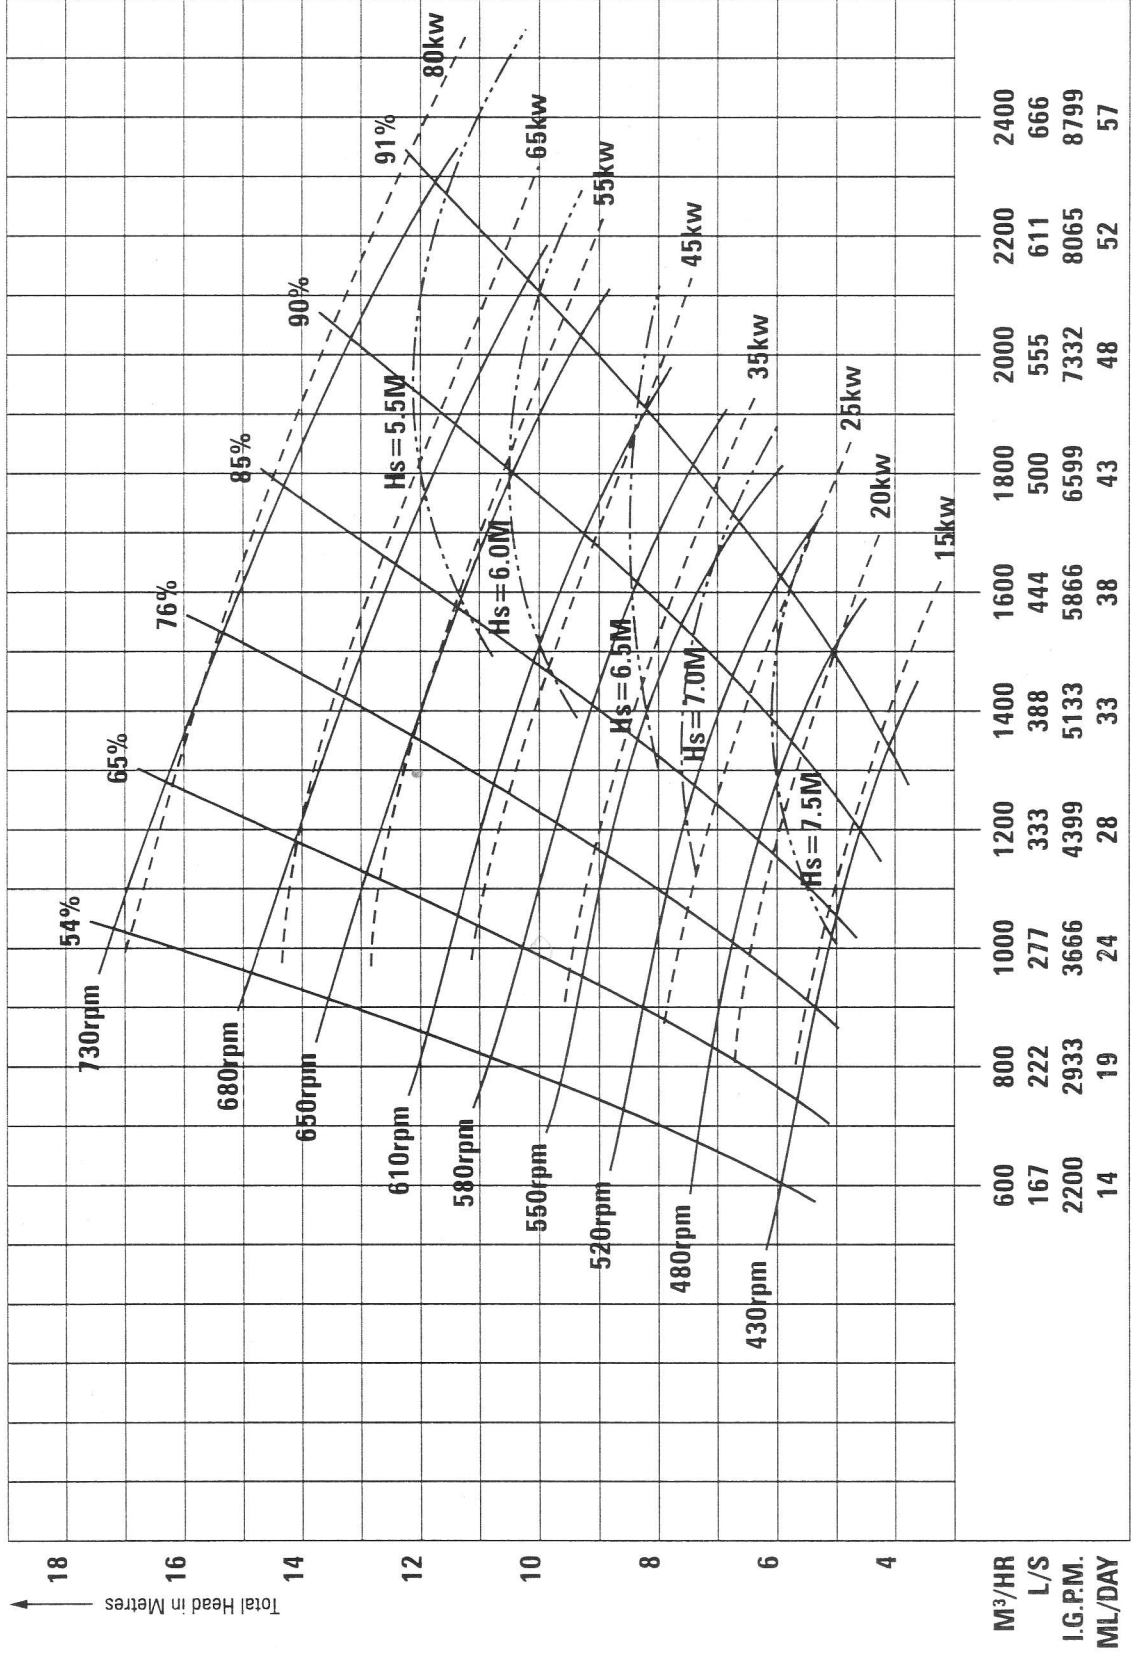 18
16
14
12
10
8
6
4
Total Head in Metres
730rpm
680rpm
650rpm
610rpm
580rpm
550rpm
520rpm
480rpm
430rpm
54%
65%
76%
85%
90%
91%
80kw
65kw
55kw
45kw
35kw
25kw
20kw
15kw
Hs=5.5M
Hs=6.0M
Hs=6.5M
Hs=7.0M
Hs=7.5M
M³/HR 600 800 1000 1200 1400 1600 1800 2000 2200 2400
L/S 167 222 277 333 388 444 500 555 611 666
I.G.P.M. 2200 2933 3666 4399 5133 5866 6599 7332 8065 8799
ML/DAY 14 19 24 28 33 38 43 48 52 57